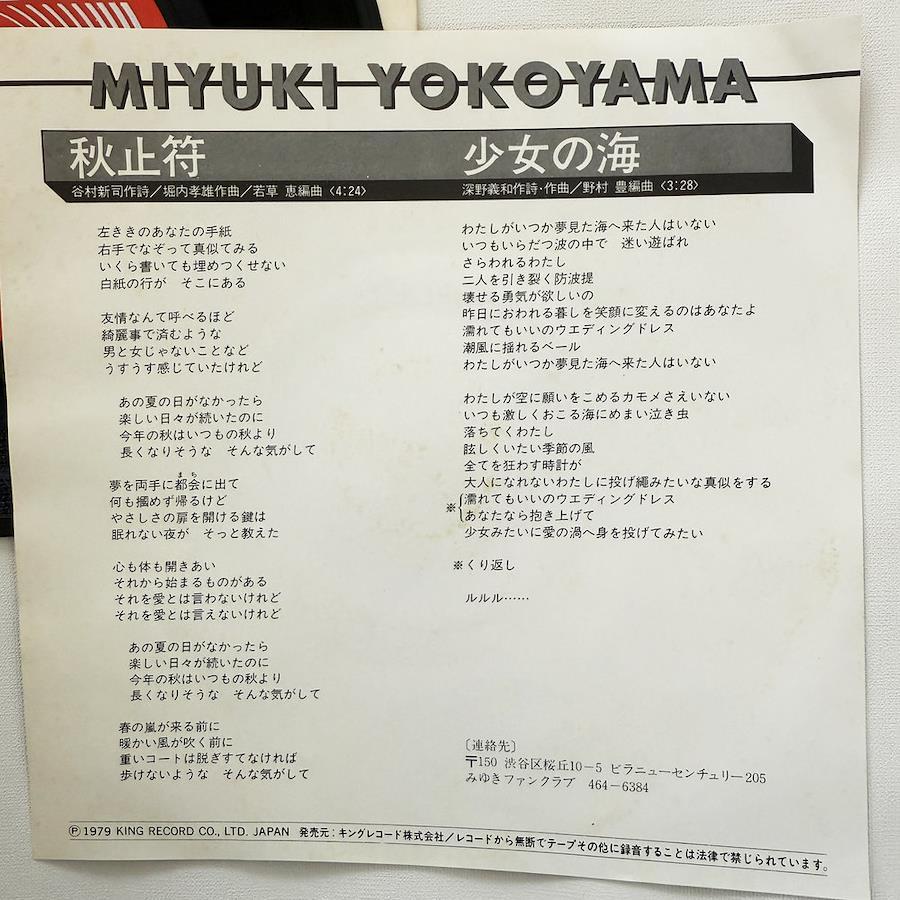 MIYUKI YOKOYAMA
秋止符
谷村新司作詩／堀内孝雄作曲／若草 恵編曲〈4:24〉
左ききのあなたの手紙
右手でなぞって真似てみる
いくら書いても埋めつくせない
白紙の行が　そこにある
友情なんて呼べるほど
綺麗事で済むような
男と女じゃないことなど
うすうす感じていたけれど
あの夏の日がなかったら
楽しい日々が続いたのに
今年の秋はいつもの秋より
長くなりそうな　そんな気がして
まち
夢を両手に都会に出て
何も摑めず帰るけど
やさしさの扉を開ける鍵は
眠れない夜が　そっと教えた
心も体も開きあい
それから始まるものがある
それを愛とは言わないけれど
それを愛とは言えないけれど
あの夏の日がなかったら
楽しい日々が続いたのに
今年の秋はいつもの秋より
長くなりそうな　そんな気がして
春の嵐が来る前に
暖かい風が吹く前に
重いコートは脱ぎすてなければ
歩けないような　そんな気がして
少女の海
深野義和作詩・作曲／野村 豊編曲〈3:28〉
わたしがいつか夢見た海へ来た人はいない
いつもいらだつ波の中で　迷い遊ばれ
さらわれるわたし
二人を引き裂く防波提
壊せる勇気が欲しいの
昨日におわれる暮しを笑顔に変えるのはあなたよ
濡れてもいいのウエディングドレス
潮風に揺れるベール
わたしがいつか夢見た海へ来た人はいない
わたしが空に願いをこめるカモメさえいない
いつも激しくおこる海にめまい泣き虫
落ちてくわたし
眩しくいたい季節の風
全てを狂わす時計が
大人になれないわたしに投げ繩みたいな真似をする
※濡れてもいいのウエディングドレス
あなたなら抱き上げて
少女みたいに愛の渦へ身を投げてみたい
※くり返し
ルルル……
〔連絡先〕
〒150 渋谷区桜丘10－5 ビラニューセンチュリー205
みゆきファンクラブ　464－6384
Ⓟ1979 KING RECORD CO., LTD. JAPAN 発売元：キングレコード株式会社／レコードから無断でテープその他に録音することは法律で禁じられています。